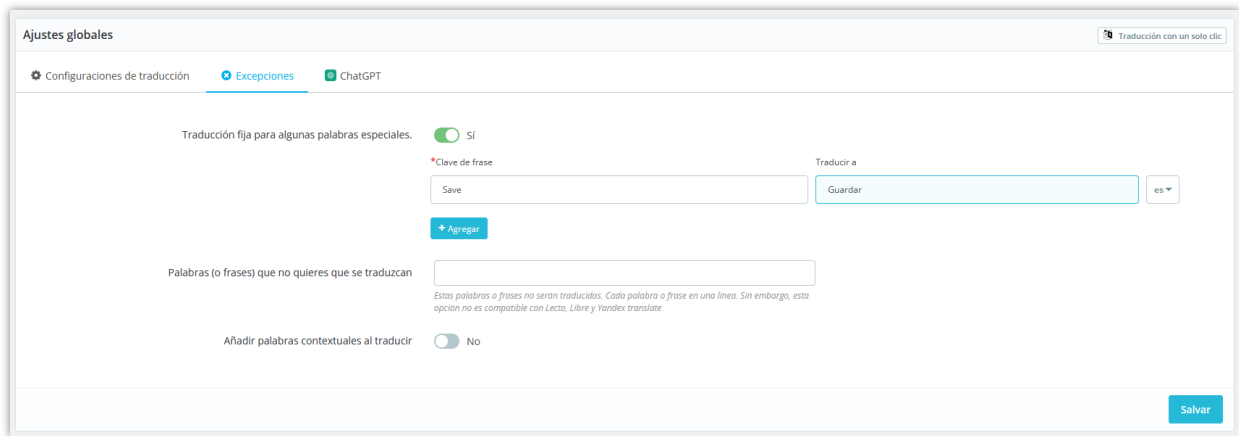 Ajustes globales
Traducción con un solo clic
Configuraciones de traducción
Excepciones
ChatGPT
Traducción fija para algunas palabras especiales.
Sí
*Clave de frase
Traducir a
Save
Guardar
es
+ Agregar
Palabras (o frases) que no quieres que se traduzcan
Estas palabras o frases no serán traducidas. Cada palabra o frase en una línea. Sin embargo, esta
opción no es compatible con Lecto, Libre y Yandex translate
Añadir palabras contextuales al traducir
No
Salvar